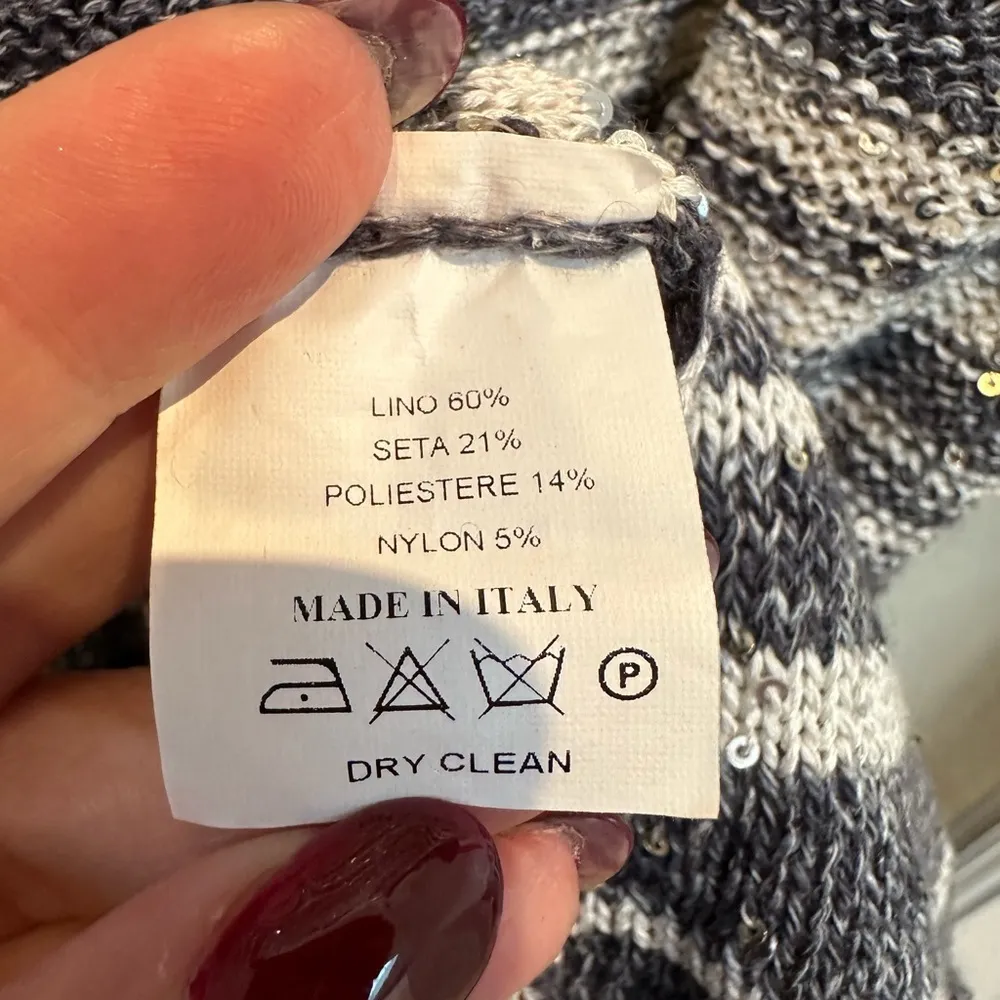 LINO 60%
SETA 21%
POLIESTERE 14%
NYLON 5%
MADE IN ITALY
P
DRY CLEAN